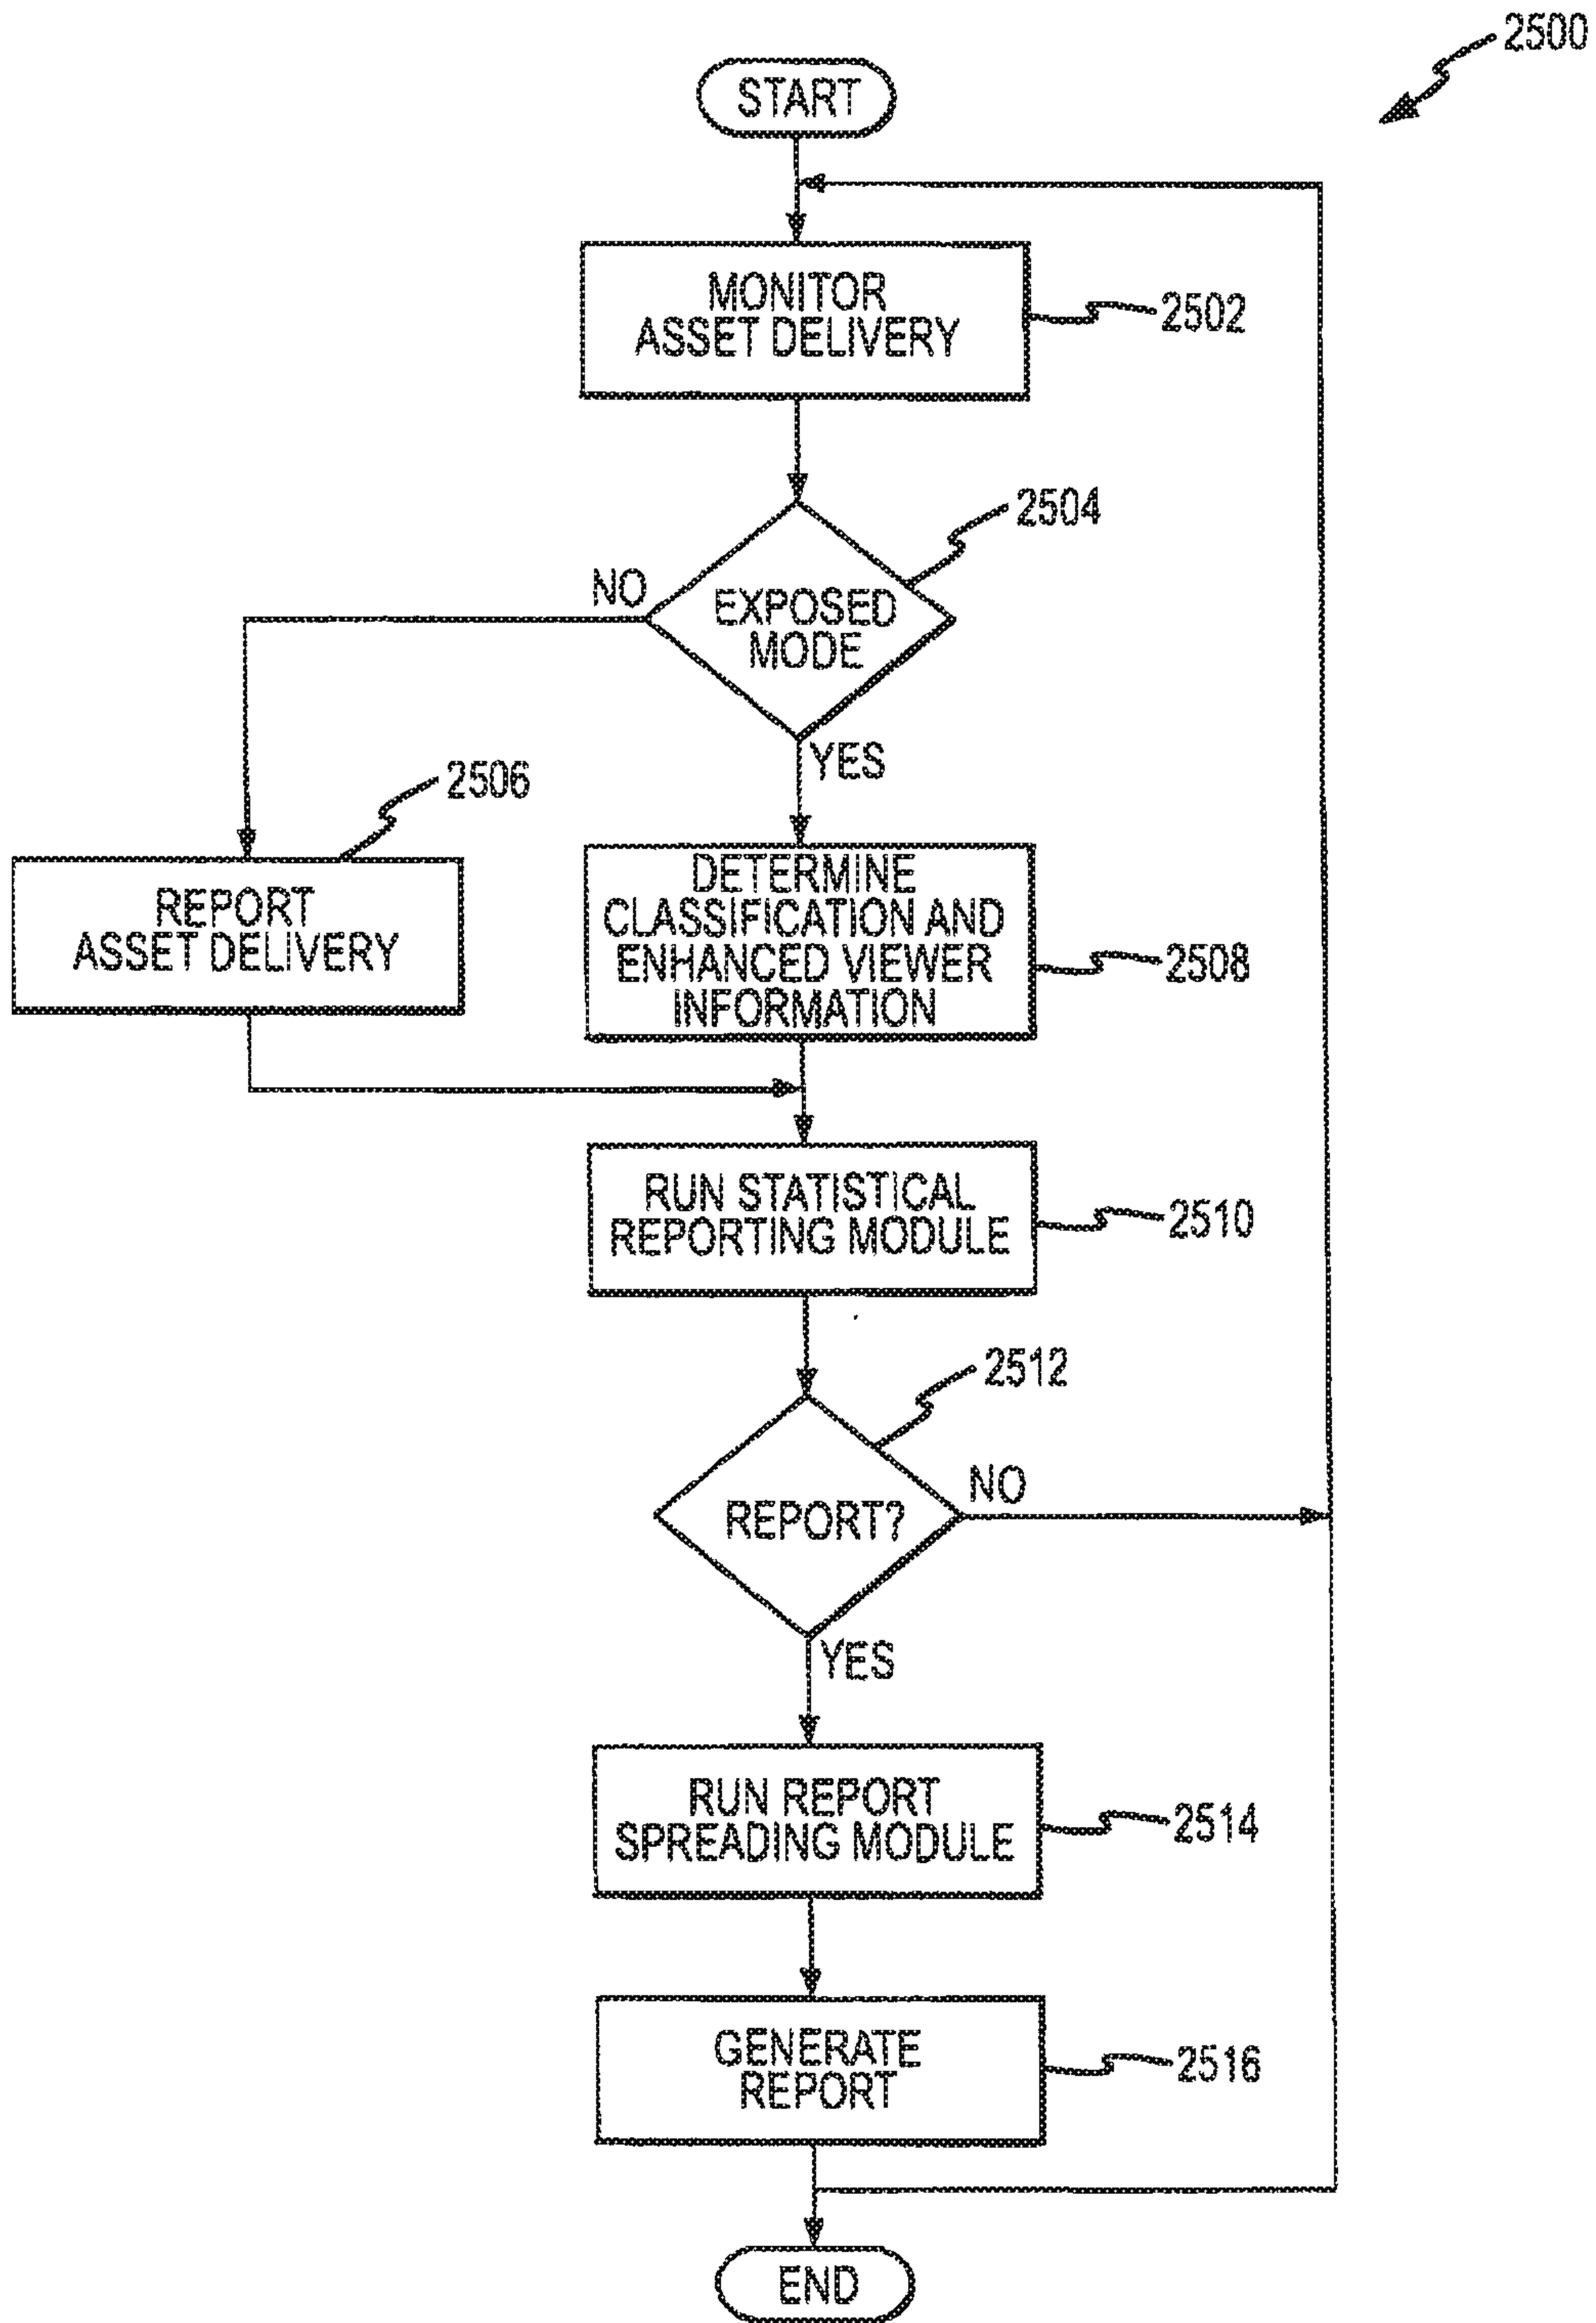 2500
START
MONITOR
ASSET DELIVERY
2502
2504
NO
EXPOSED
MODE
YES
2506
REPORT
ASSET DELIVERY
DETERMINE
CLASSIFICATION AND
ENHANCED VIEWER
INFORMATION
2508
RUN STATISTICAL
REPORTING MODULE
2510
2512
REPORT?
NO
YES
RUN REPORT
SPREADING MODULE
2514
GENERATE
REPORT
2516
END